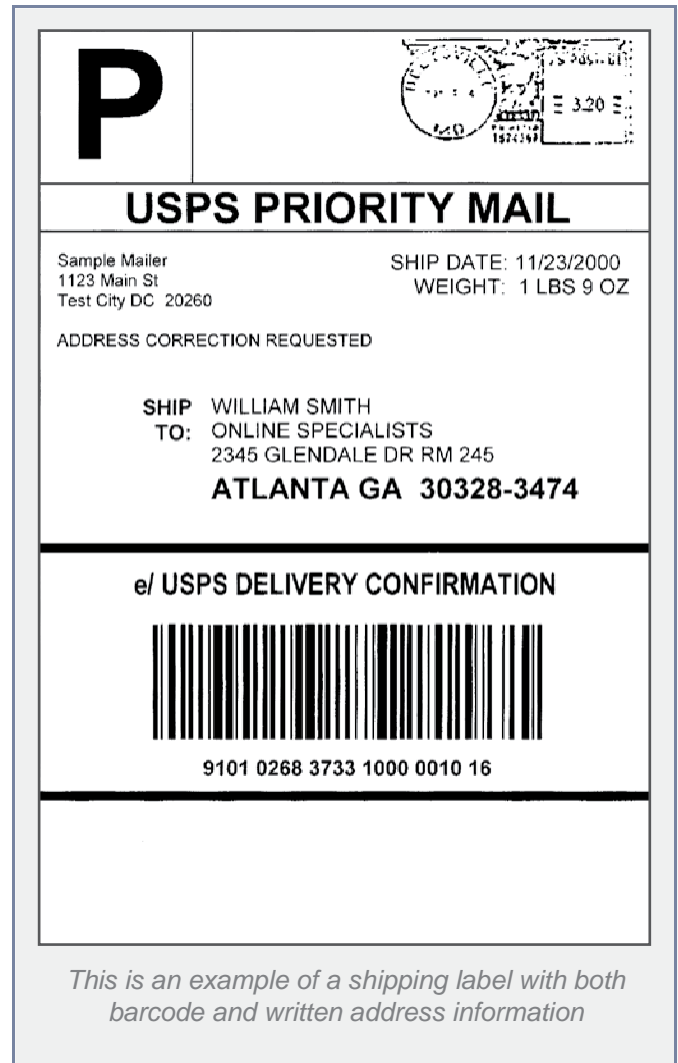 P
MD
3.20
USPS PRIORITY MAIL
Sample Mailer
1123 Main St
Test City DC 20260
SHIP DATE: 11/23/2000
WEIGHT: 1 LBS 9 OZ
ADDRESS CORRECTION REQUESTED
SHIP TO:
WILLIAM SMITH
ONLINE SPECIALISTS
2345 GLENDALE DR RM 245
ATLANTA GA 30328-3474
e/ USPS DELIVERY CONFIRMATION
9101 0268 3733 1000 0010 16
This is an example of a shipping label with both
barcode and written address information